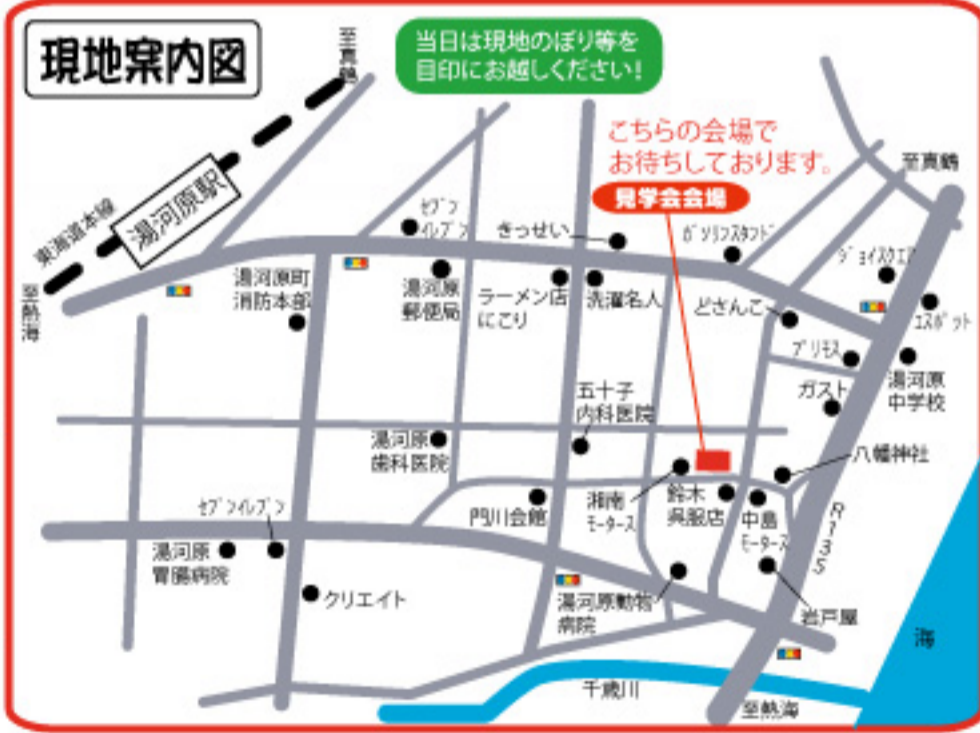 現地案内図
当日は現地のぼり等を
目印にお越しください!
至真鶴
こちらの会場で
お待ちしております。
見学会会場
至真鶴
湯河原駅
東海道本線
至熱海
セブン
イレブン
きっせい
ガソリンスタンド
ジョイスクエア
湯河原町
消防本部
湯河原
郵便局
ラーメン店
にこり
洗濯名人
どさんこ
エスポット
プリモス
湯河原
中学校
ガスト
五十子
内科医院
湯河原
歯科医院
八幡神社
セブンイレブン
門川会館
湘南
モータース
鈴木
呉服店
中島
モータース
R135
湯河原
胃腸病院
クリエイト
湯河原動物
病院
岩戸屋
海
千歳川
至熱海